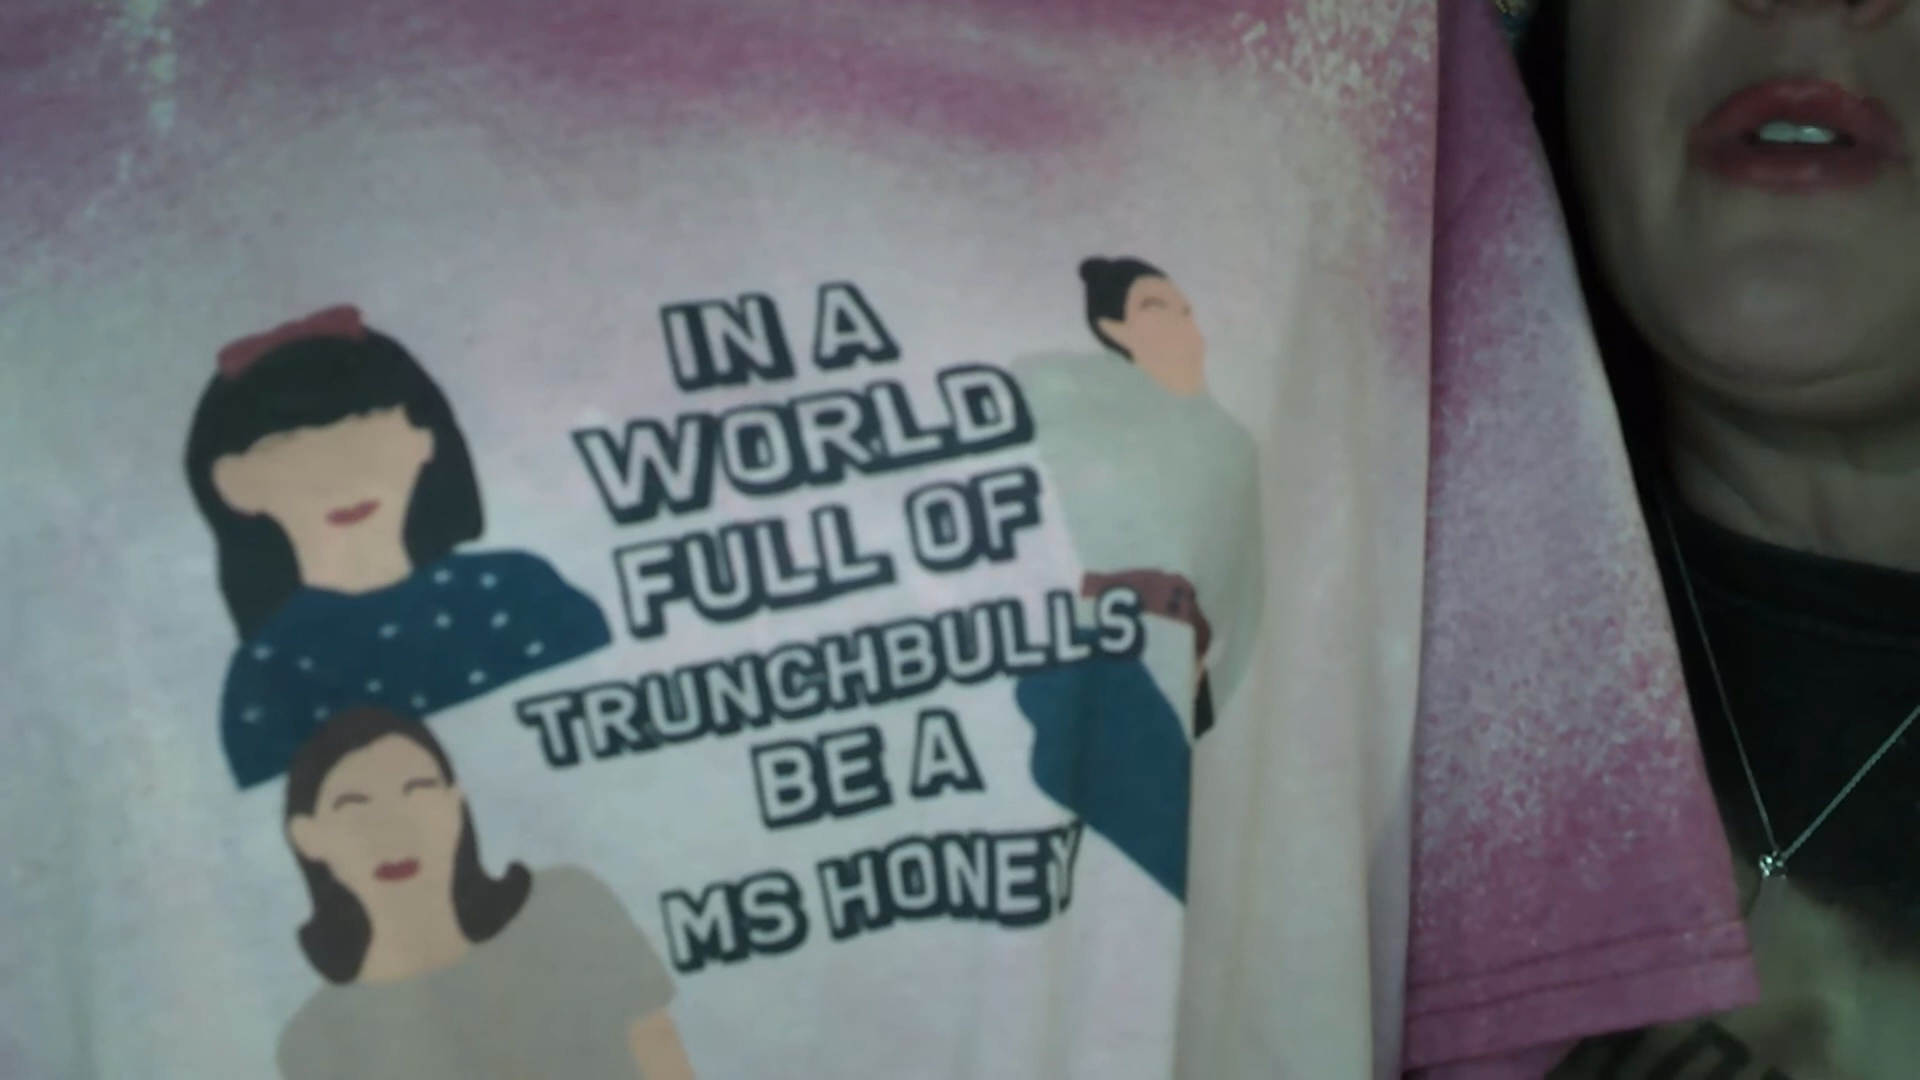 IN A
WORLD
FULL OF
TRUNCHBULLS
BE A
MS HONEY